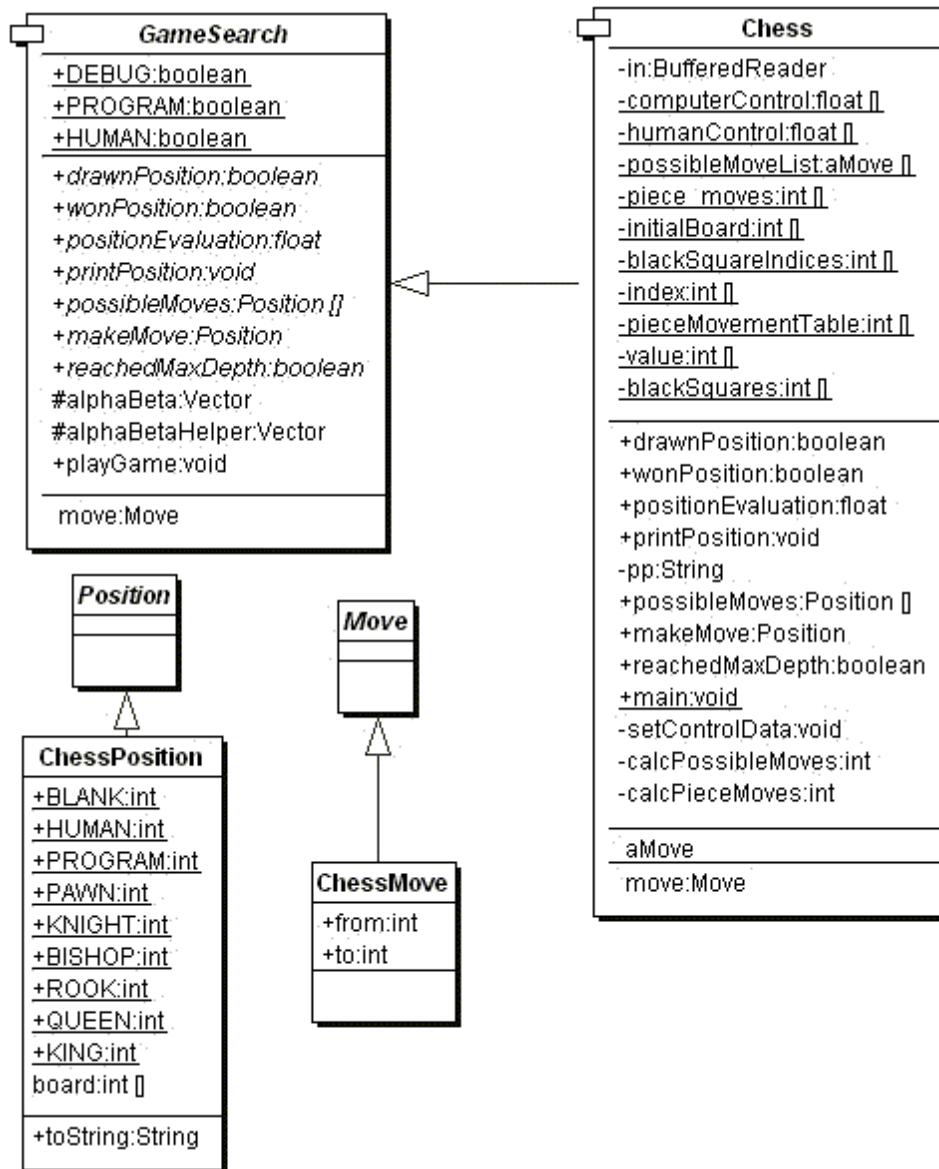 GameSearch
+DEBUG:boolean
+PROGRAM:boolean
+HUMAN:boolean
+drawnPosition:boolean
+wonPosition:boolean
+positionEvaluation:float
+printPosition:void
+possibleMoves:Position []
+makeMove:Position
+reachedMaxDepth:boolean
#alphaBeta:Vector
#alphaBetaHelper:Vector
+playGame:void
move:Move
Chess
-in:BufferedReader
-computerControl:float []
-humanControl:float []
-possibleMoveList:aMove []
-piece_moves:int []
-initialBoard:int []
-blackSquareIndices:int []
-index:int []
-pieceMovementTable:int []
-value:int []
-blackSquares:int []
+drawnPosition:boolean
+wonPosition:boolean
+positionEvaluation:float
+printPosition:void
-pp:String
+possibleMoves:Position []
+makeMove:Position
+reachedMaxDepth:boolean
+main:void
-setControlData:void
-calcPossibleMoves:int
-calcPieceMoves:int
aMove
move:Move
Position
ChessPosition
+BLANK:int
+HUMAN:int
+PROGRAM:int
+PAWN:int
+KNIGHT:int
+BISHOP:int
+ROOK:int
+QUEEN:int
+KING:int
board:int []
+toString:String
Move
ChessMove
+from:int
+to:int